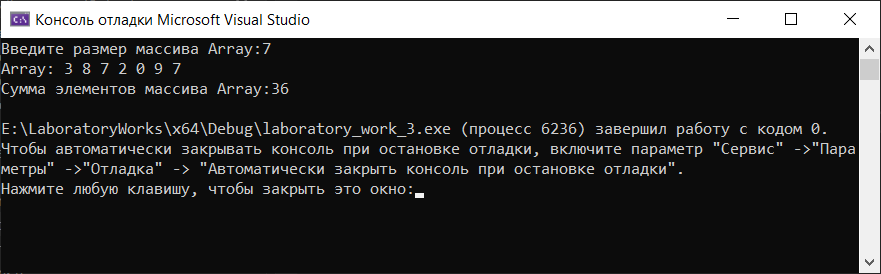 Консоль отладки Microsoft Visual Studio
Введите размер массива Array:7
Array: 3 8 7 2 0 9 7
Сумма элементов массива Array:36
E:\LaboratoryWorks\x64\Debug\laboratory_work_3.exe (процесс 6236) завершил работу с кодом 0.
Чтобы автоматически закрывать консоль при остановке отладки, включите параметр "Сервис" ->"Пара
метры" ->"Отладка" -> "Автоматически закрыть консоль при остановке отладки".
Нажмите любую клавишу, чтобы закрыть это окно: